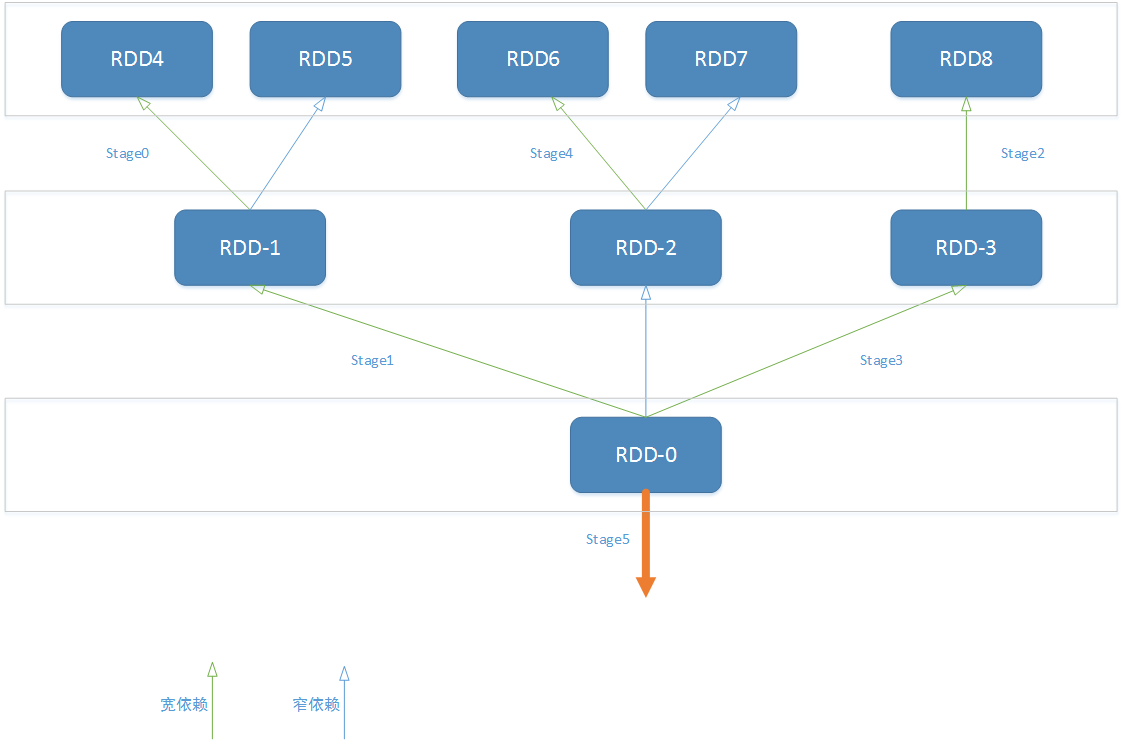 RDD4
RDD5
RDD6
RDD7
RDD8
Stage0
Stage4
Stage2
RDD-1
RDD-2
RDD-3
Stage1
Stage3
RDD-0
Stage5
宽依赖
窄依赖